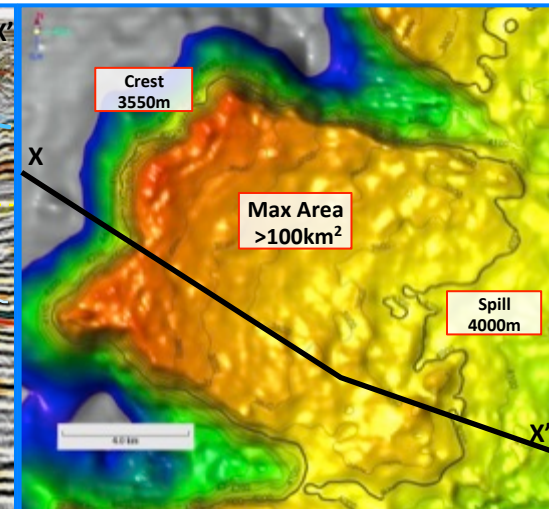 X'
Crest
3550m
X
Max Area
>100km²
Spill
4000m
4.0 km
X'